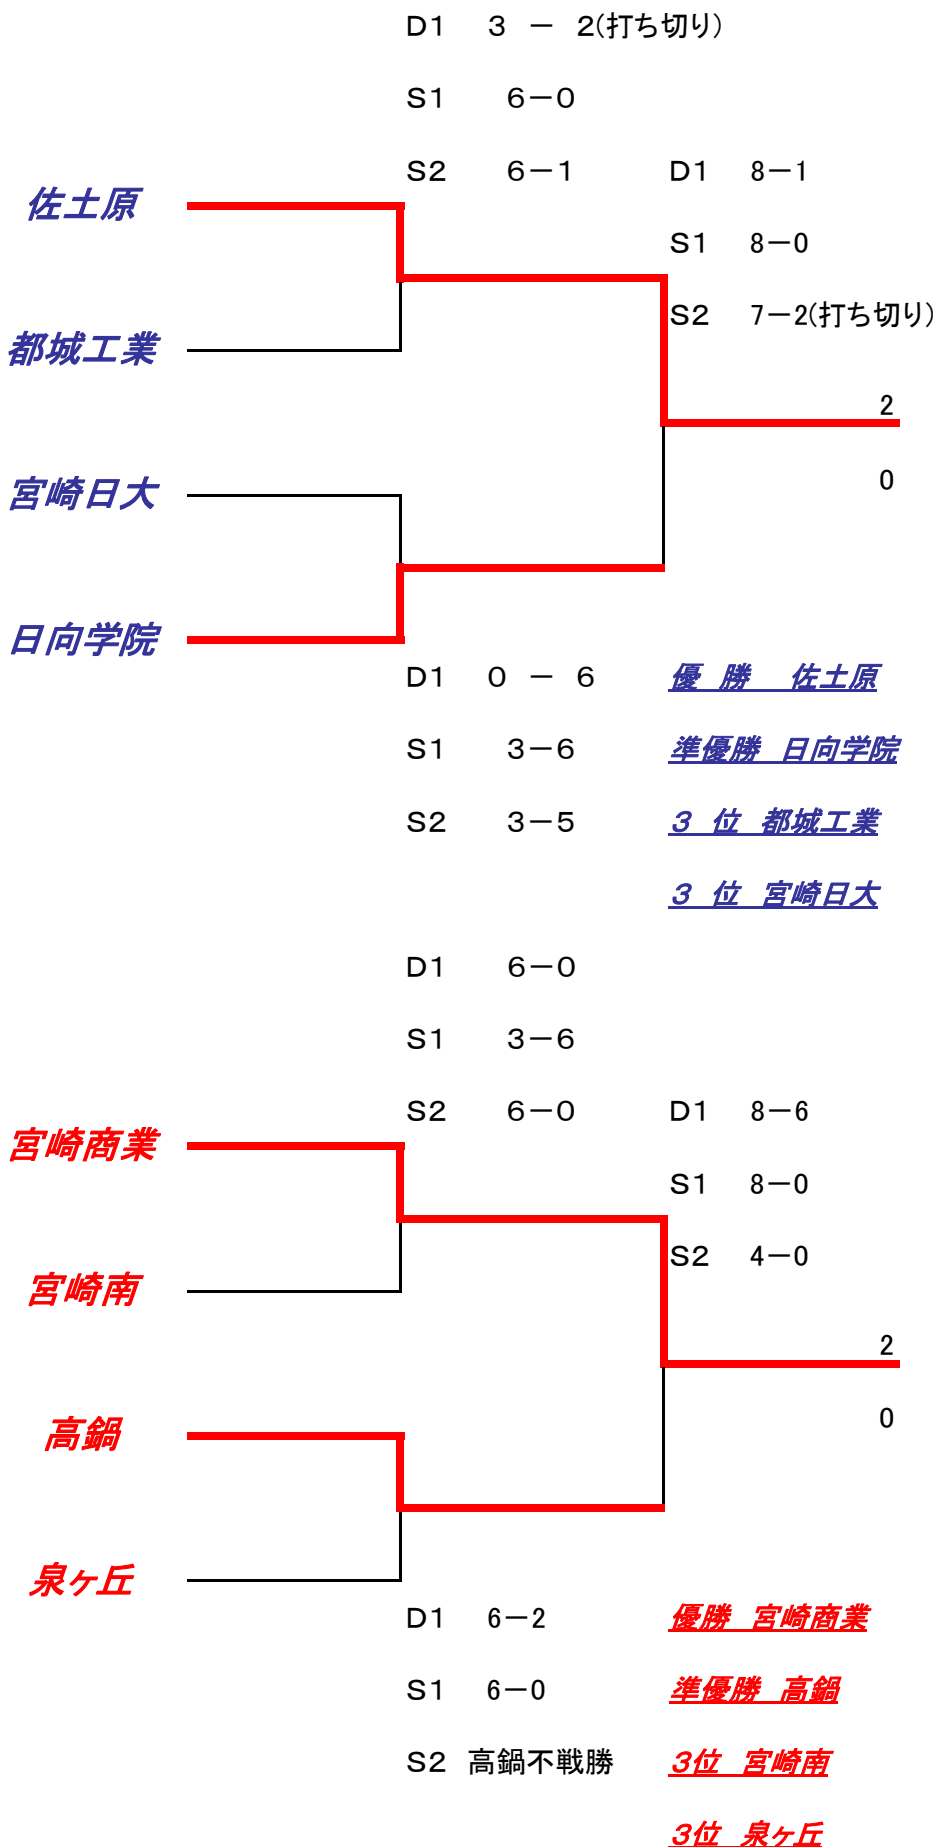 D1 3 － 2(打ち切り)
S1 6－0
S2 6－1 D1 8－1
佐土原
S1 8－0
S2 7－2(打ち切り)
都城工業
2
0
宮崎日大
日向学院
D1 0 － 6 優 勝 佐土原
S1 3－6 準優勝 日向学院
S2 3－5 3 位 都城工業
3 位 宮崎日大
D1 6－0
S1 3－6
S2 6－0 D1 8－6
宮崎商業
S1 8－0
S2 4－0
宮崎南
2
0
高鍋
泉ヶ丘
D1 6－2 優勝 宮崎商業
S1 6－0 準優勝 高鍋
S2 高鍋不戦勝 3位 宮崎南
3位 泉ヶ丘